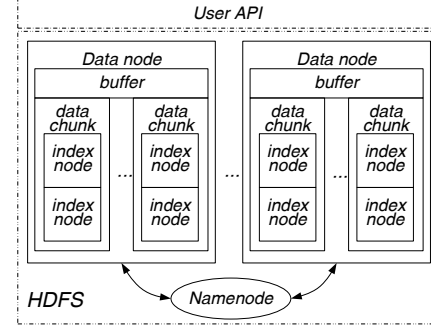 User API
Data node
buffer
data chunk
index node
index node
...
data chunk
index node
index node
...
Data node
buffer
data chunk
index node
index node
...
data chunk
index node
index node
HDFS
Namenode